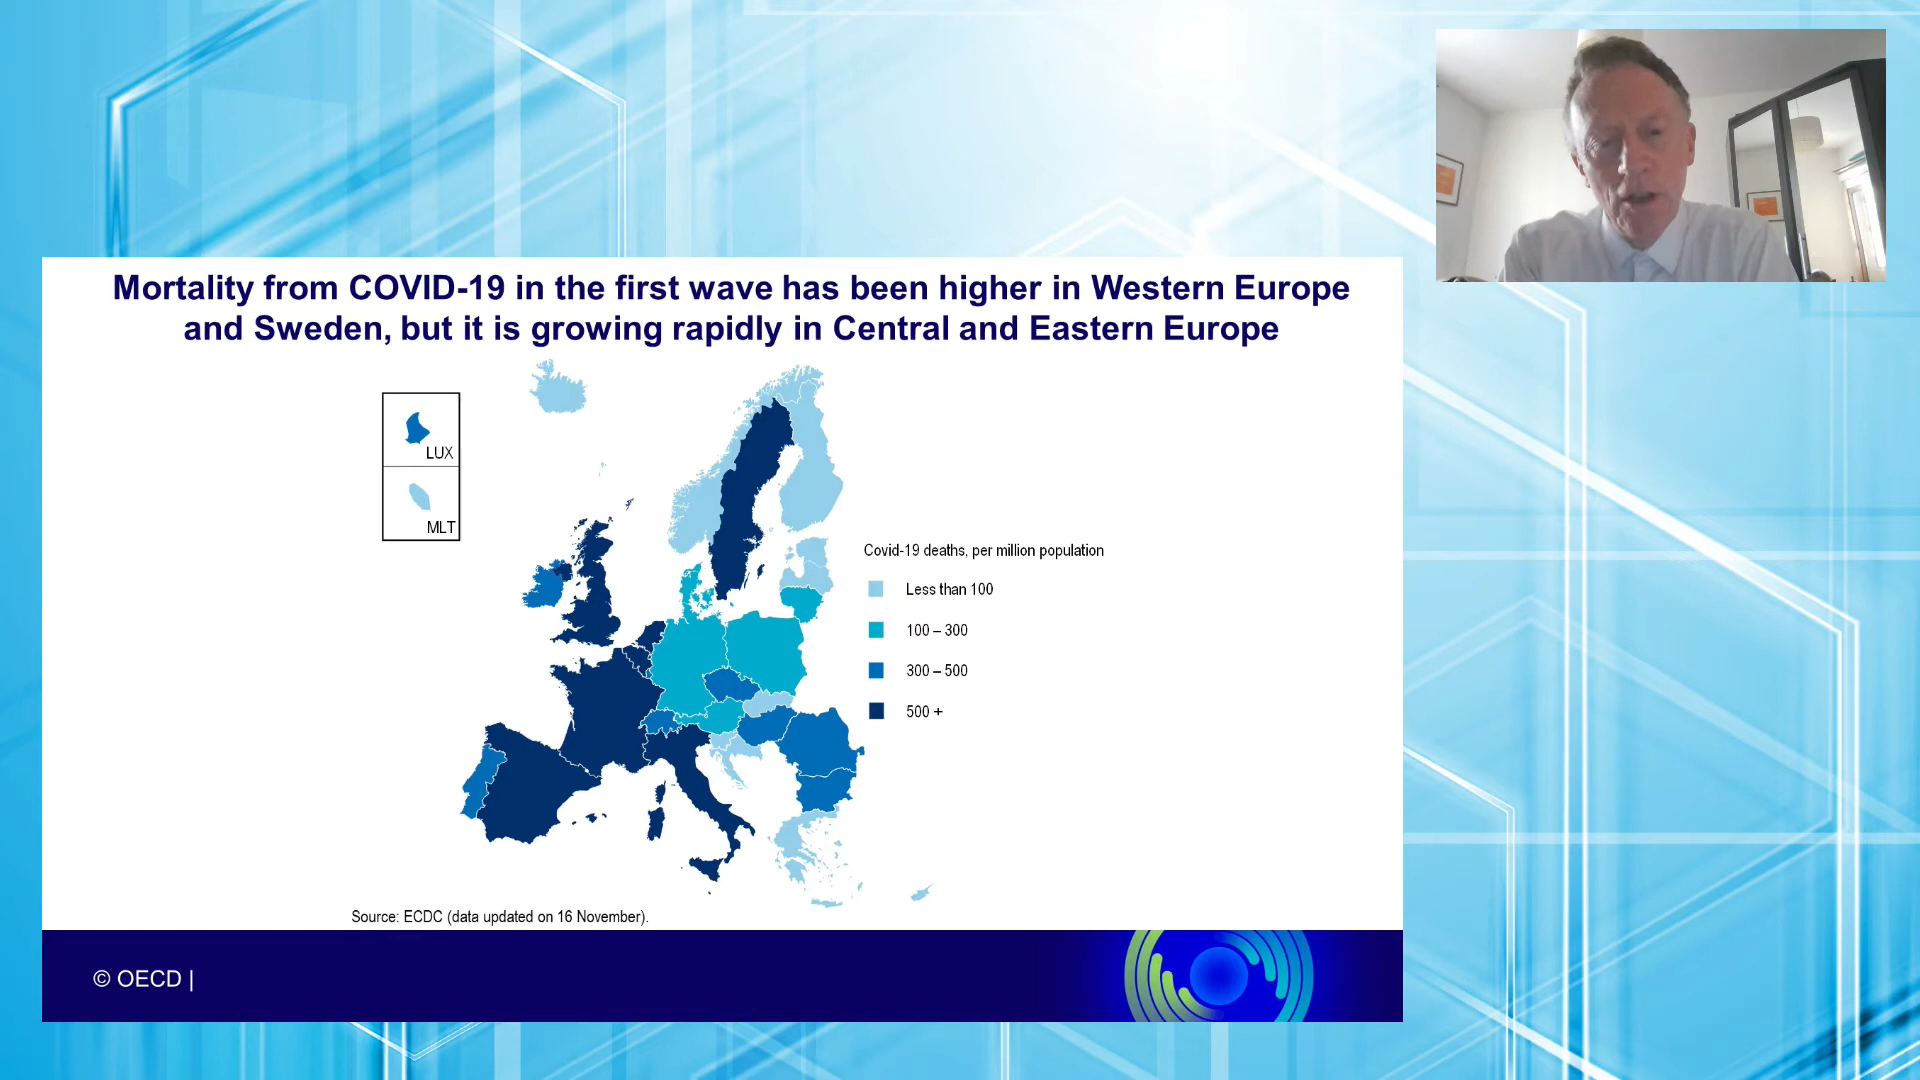 Mortality from COVID-19 in the first wave has been higher in Western Europe
and Sweden, but it is growing rapidly in Central and Eastern Europe
LUX
MLT
Covid-19 deaths, per million population
Less than 100
100 – 300
300 – 500
500 +
Source: ECDC (data updated on 16 November).
© OECD |